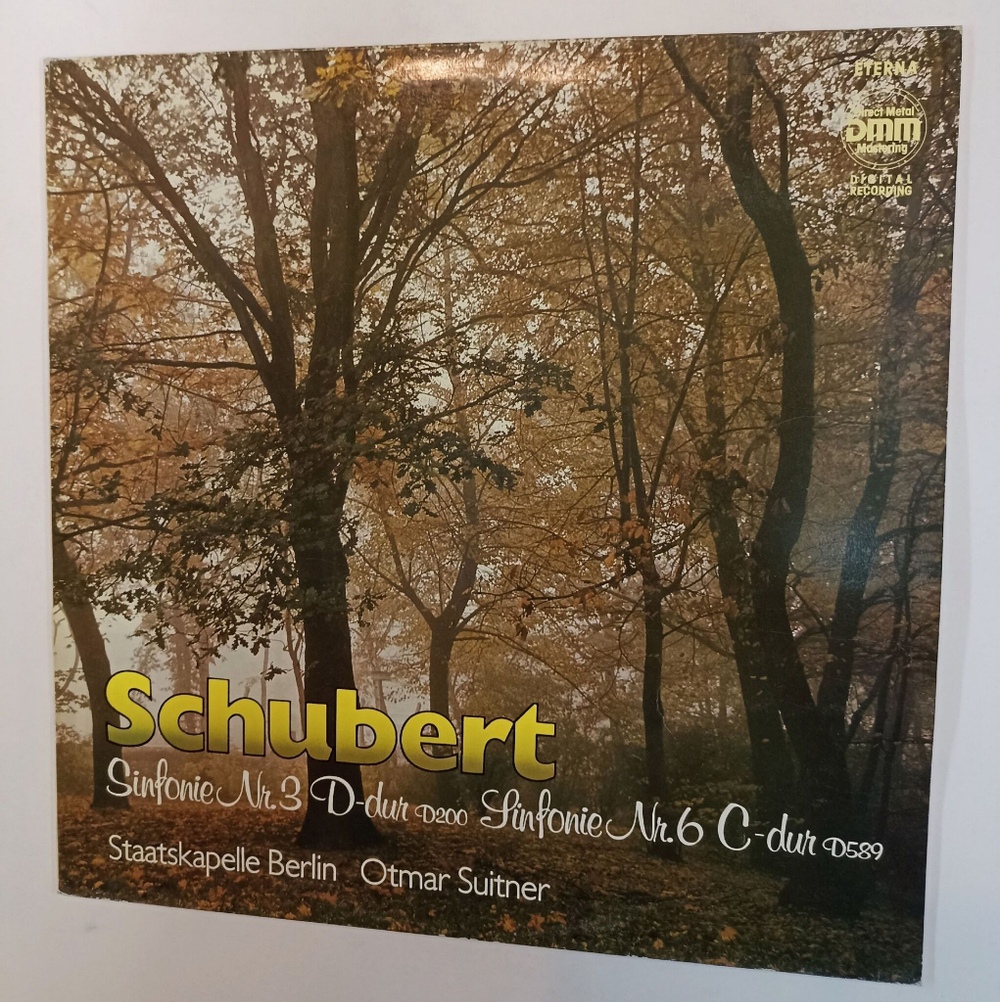 ETERNA
Direct Metal
DMM
Mastering
DIGITAL
RECORDING
Schubert
Sinfonie Nr. 3 D-dur D200 Sinfonie Nr. 6 C-dur D589
Staatskapelle Berlin Otmar Suitner